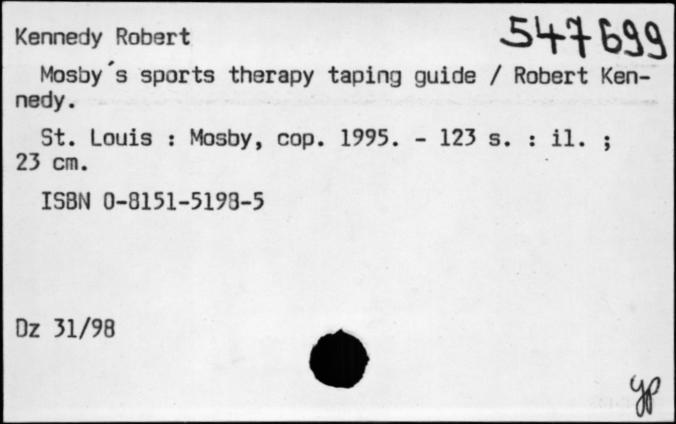 547699
Kennedy Robert
Mosby´s sports therapy taping guide / Robert Ken-
nedy.
St. Louis : Mosby, cop. 1995. - 123 s. : il. ;
23 cm.
ISBN 0-8151-5198-5
Dz 31/98
yp